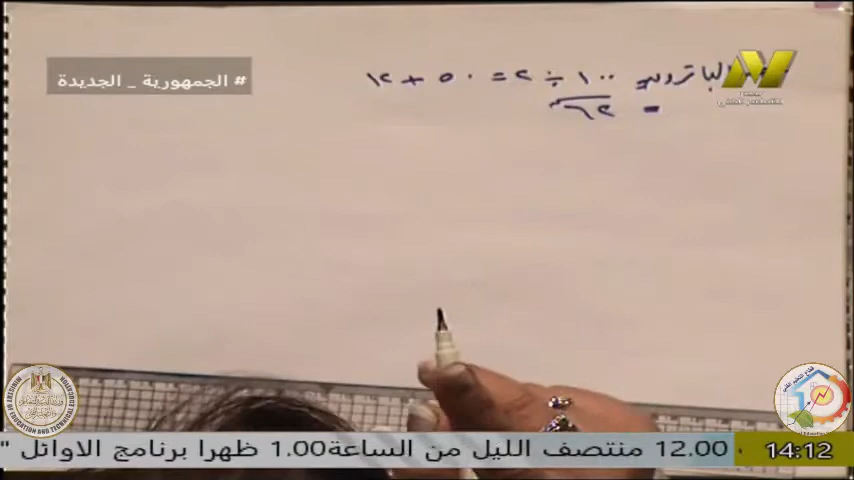 # الجمهورية _ الجديدة
الباترون ١٠٠ ÷ ٢ = ٥٠ + ١٢
= ٦٢
12.00 منتصف الليل من الساعة1.00 ظهرا برنامج الاوائل "
14:12